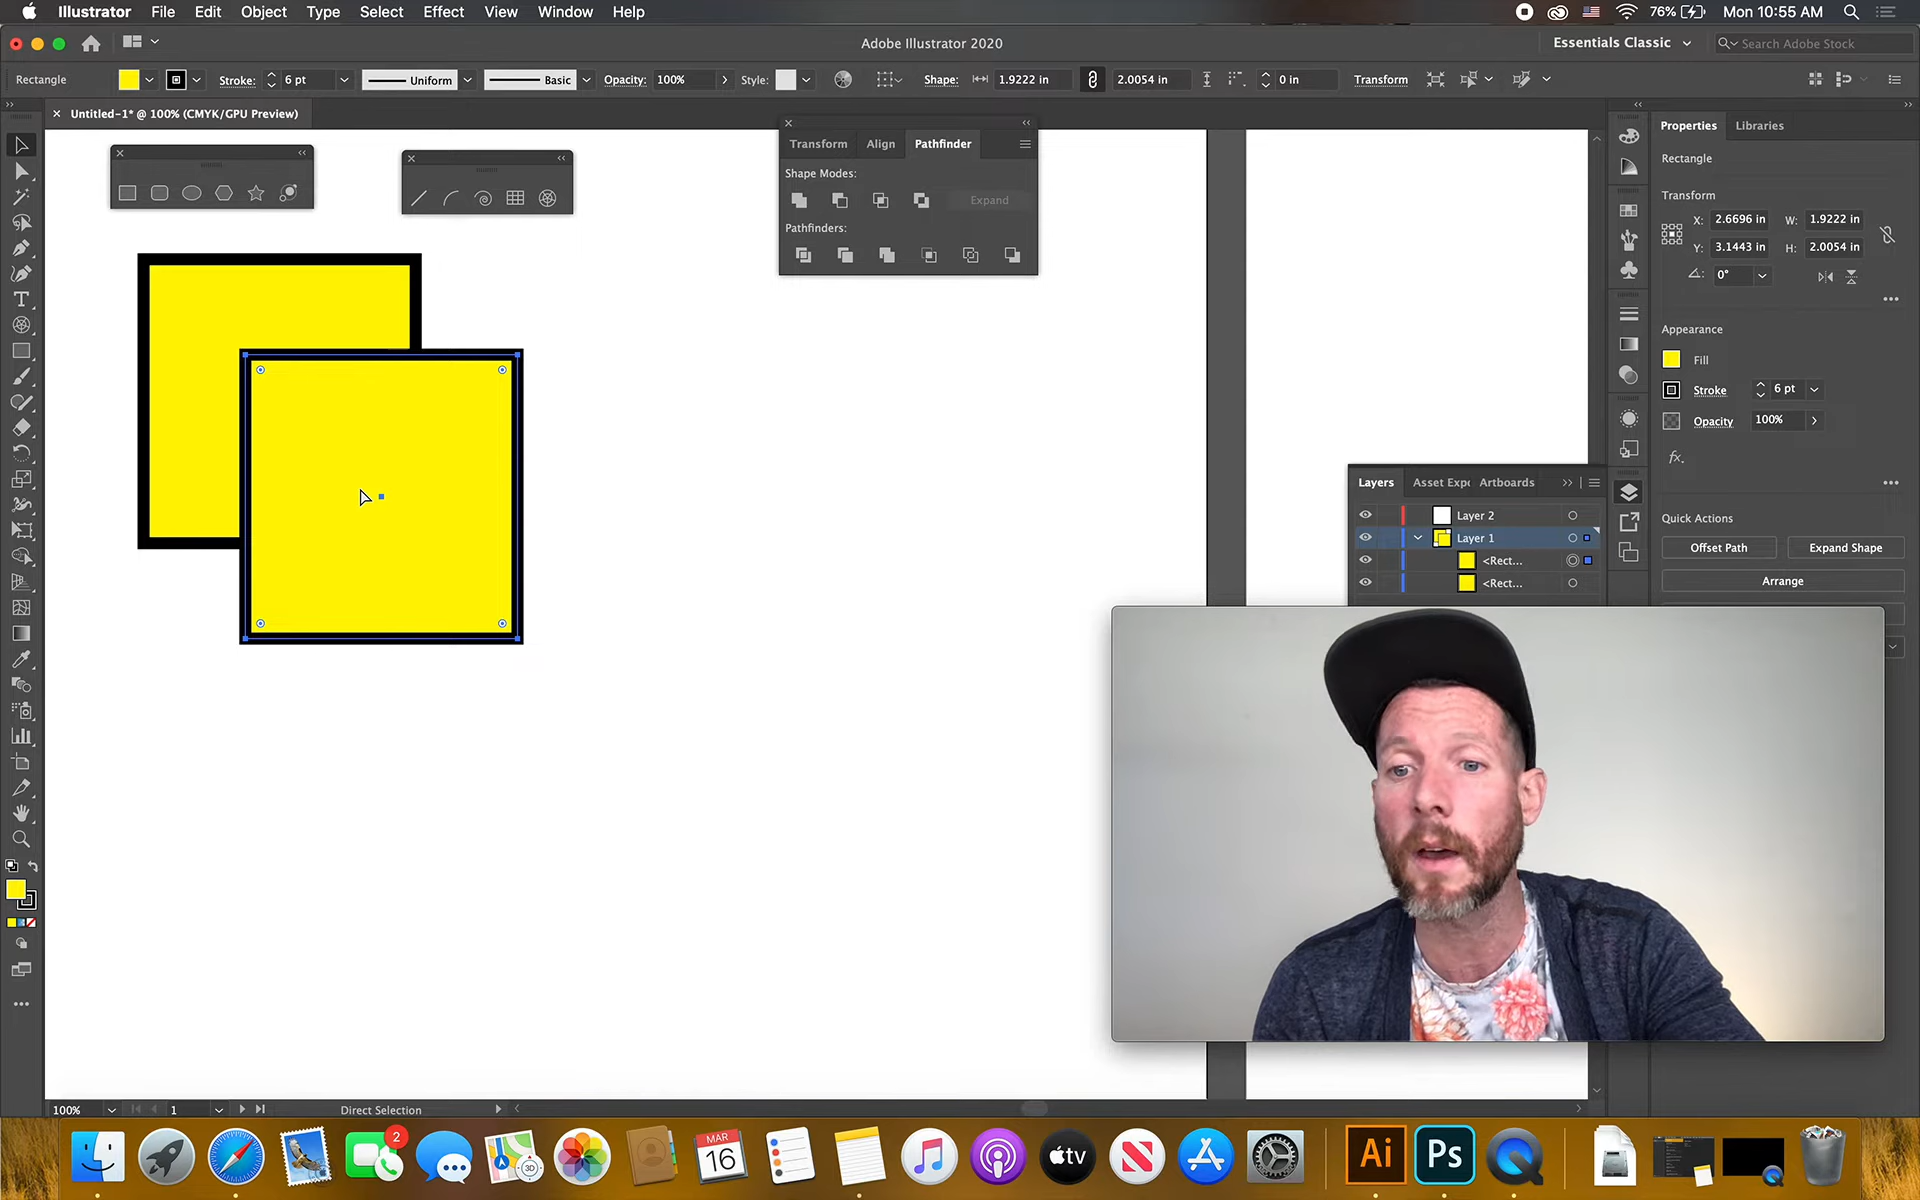 Illustrator File Edit Object Type Select Effect View Window Help 76% Mon 10:55 AM
Adobe Illustrator 2020 Essentials Classic Search Adobe Stock
Rectangle Stroke: 6 pt Uniform Basic Opacity: 100% Style: Shape: 1.9222 in 2.0054 in 0 in Transform
Untitled-1* @ 100% (CMYK/GPU Preview)
Transform Align Pathfinder
Shape Modes:
Expand
Pathfinders:
Properties Libraries
Rectangle
Transform
X: 2.6696 in W: 1.9222 in
Y: 3.1443 in H: 2.0054 in
0°
Appearance
Fill
Stroke 6 pt
Opacity 100%
fx.
Quick Actions
Offset Path Expand Shape
Arrange
Layers Asset Expo Artboards
Layer 2
Layer 1
<Rect...
<Rect...
100% 1 Direct Selection
2
3D
MAR
16
tv
Ai
Ps